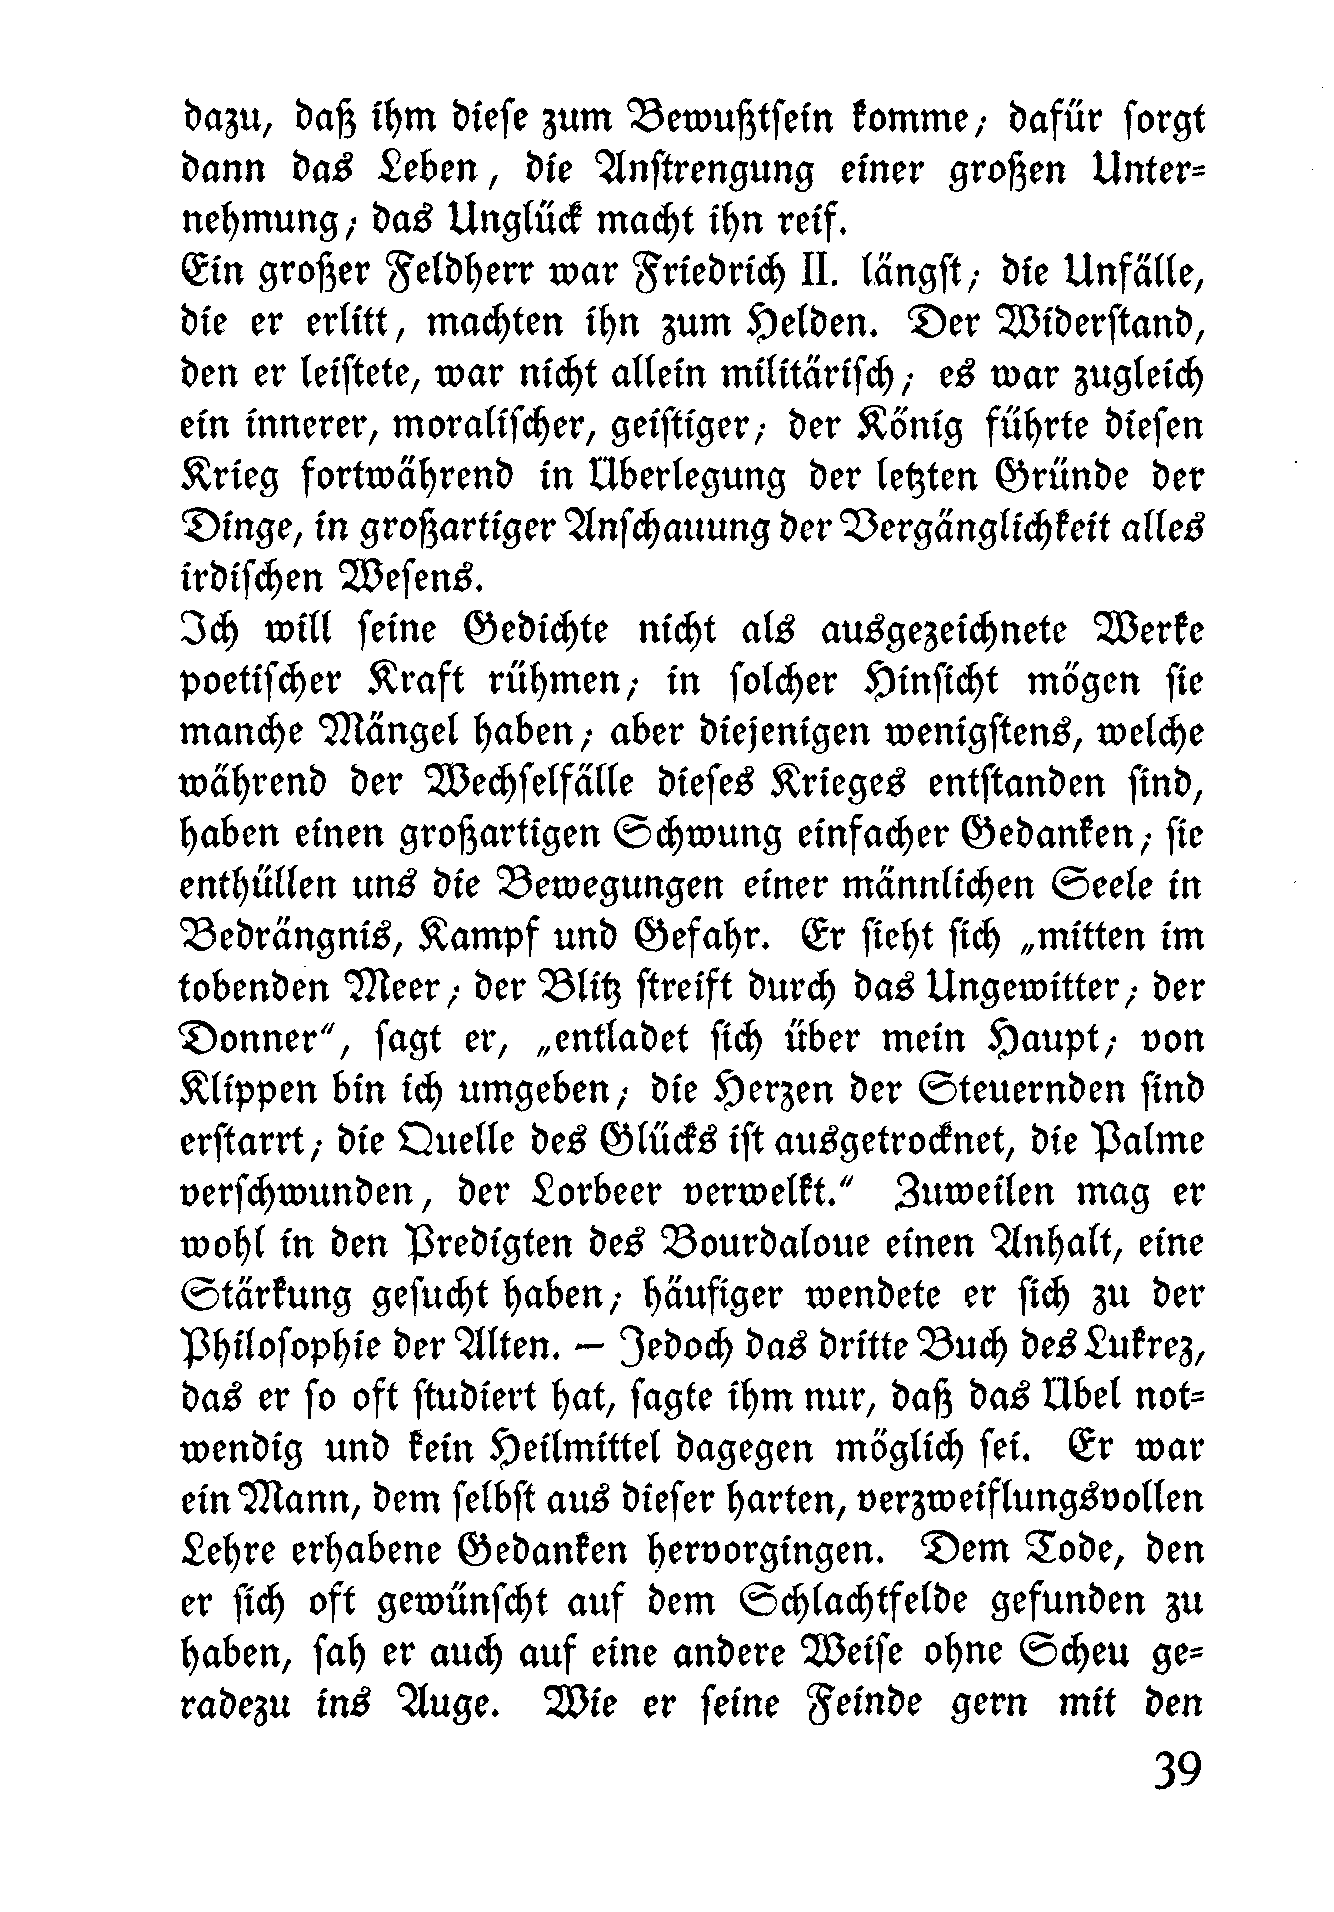 dazu, daß ihm diese zum Bewußtsein komme; dafür sorgt
dann das Leben, die Anstrengung einer großen Unter-
nehmung; das Unglück macht ihn reif.
Ein großer Feldherr war Friedrich II. längst; die Unfälle,
die er erlitt, machten ihn zum Helden. Der Widerstand,
den er leistete, war nicht allein militärisch; es war zugleich
ein innerer, moralischer, geistiger; der König führte diesen
Krieg fortwährend in Überlegung der letzten Gründe der
Dinge, in großartiger Anschauung der Vergänglichkeit alles
irdischen Wesens.
Ich will seine Gedichte nicht als ausgezeichnete Werke
poetischer Kraft rühmen; in solcher Hinsicht mögen sie
manche Mängel haben; aber diejenigen wenigstens, welche
während der Wechselfälle dieses Krieges entstanden sind,
haben einen großartigen Schwung einfacher Gedanken; sie
enthüllen uns die Bewegungen einer männlichen Seele in
Bedrängnis, Kampf und Gefahr. Er sieht sich „mitten im
tobenden Meer; der Blitz streift durch das Ungewitter; der
Donner“, sagt er, „entladet sich über mein Haupt; von
Klippen bin ich umgeben; die Herzen der Steuernden sind
erstarrt; die Quelle des Glücks ist ausgetrocknet, die Palme
verschwunden, der Lorbeer verwelkt.“ Zuweilen mag er
wohl in den Predigten des Bourdaloue einen Anhalt, eine
Stärkung gesucht haben; häufiger wendete er sich zu der
Philosophie der Alten. – Jedoch das dritte Buch des Lukrez,
das er so oft studiert hat, sagte ihm nur, daß das Übel not-
wendig und kein Heilmittel dagegen möglich sei. Er war
ein Mann, dem selbst aus dieser harten, verzweiflungsvollen
Lehre erhabene Gedanken hervorgingen. Dem Tode, den
er sich oft gewünscht auf dem Schlachtfelde gefunden zu
haben, sah er auch auf eine andere Weise ohne Scheu ge-
radezu ins Auge. Wie er seine Feinde gern mit den
39